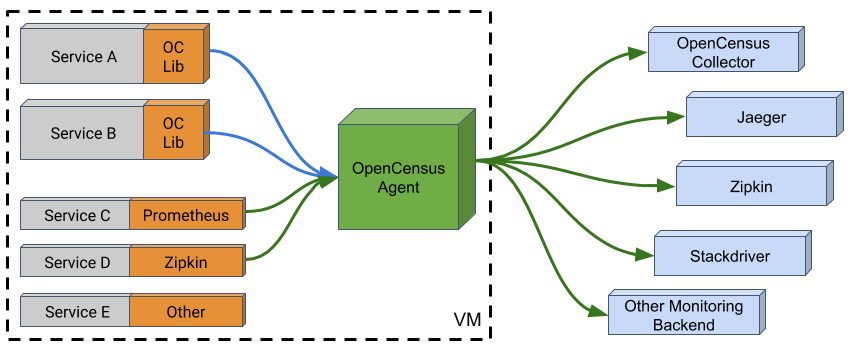 Service A
OC
Lib
Service B
OC
Lib
Service C
Prometheus
Service D
Zipkin
Service E
Other
OpenCensus
Agent
VM
OpenCensus
Collector
Jaeger
Zipkin
Stackdriver
Other Monitoring
Backend